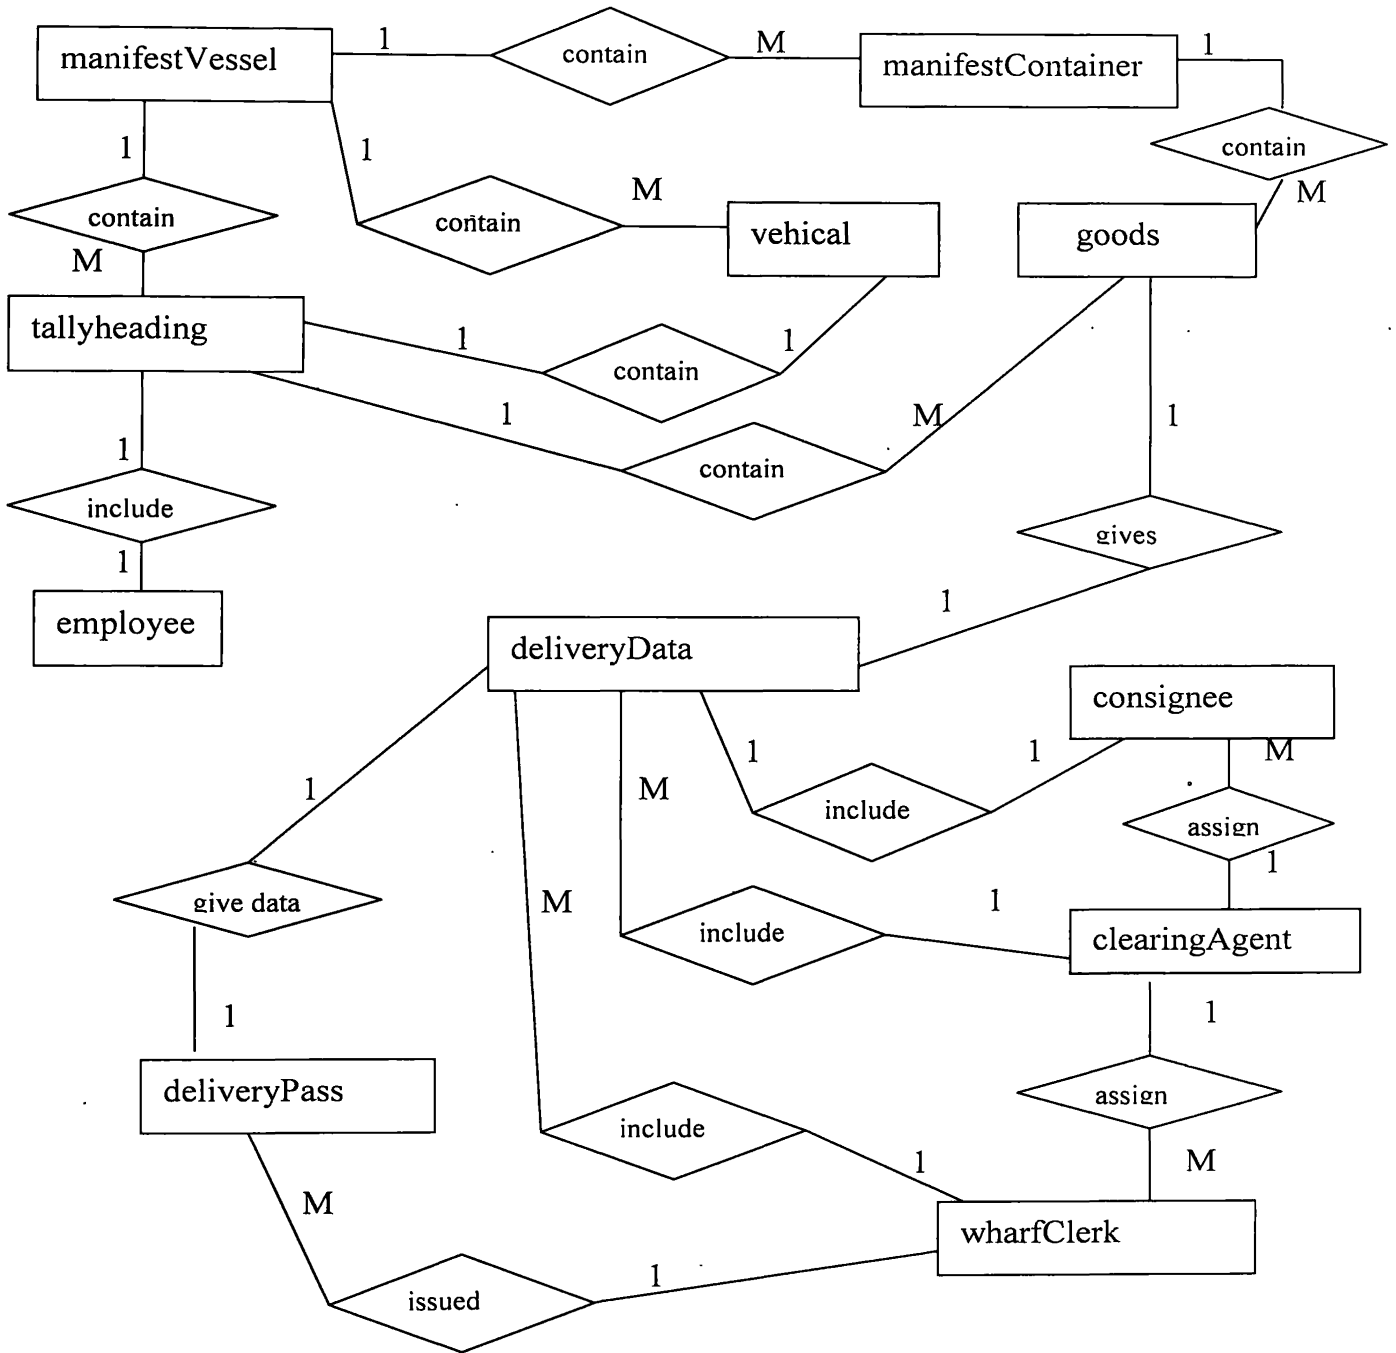 manifestVessel
1
contain
M
manifestContainer
1
1
1
contain
M
contain
M
contain
M
vehical
goods
tallyheading
1
contain
1
1
contain
M
1
1
include
1
gives
employee
1
deliveryData
consignee
1
1
M
1
M
include
assign
1
give data
M
include
1
clearingAgent
1
1
deliveryPass
include
assign
1
M
M
wharfClerk
1
issued